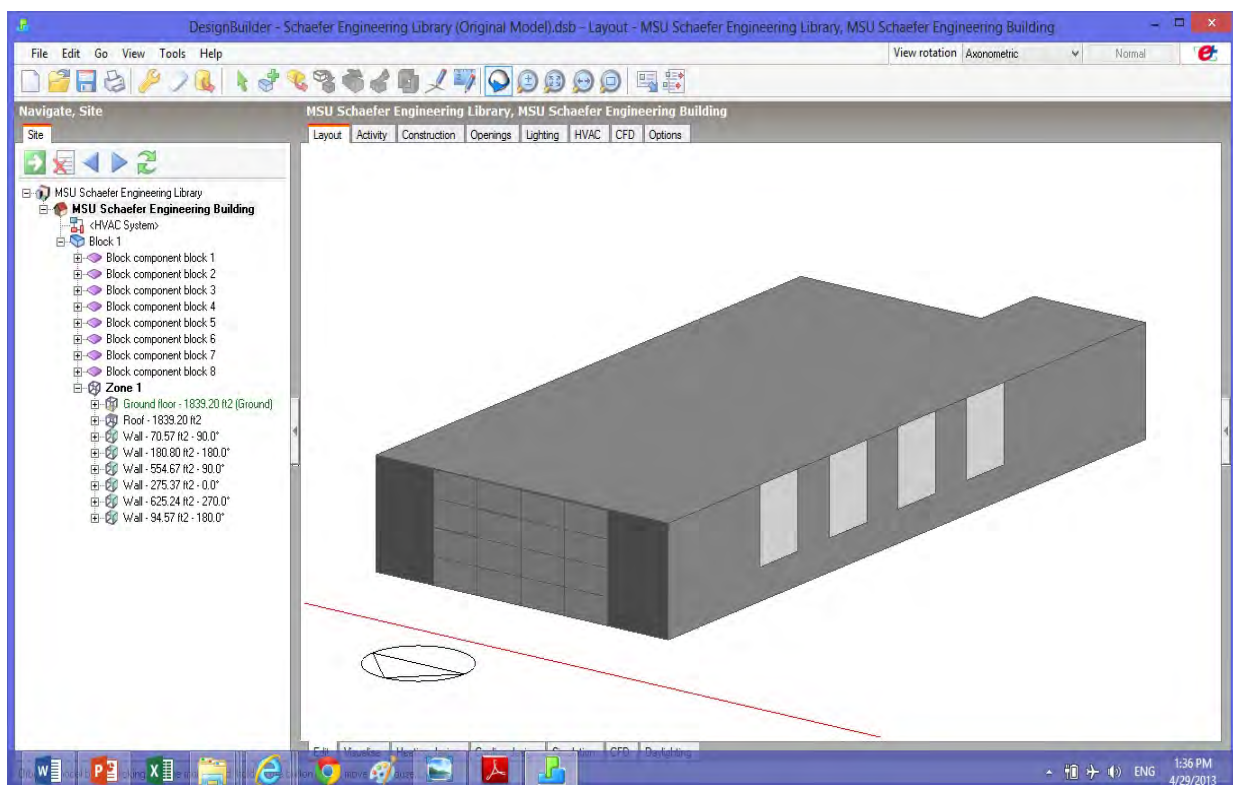 DesignBuilder - Schaefer Engineering Library (Original Model).dsb - Layout - MSU Schaefer Engineering Library, MSU Schaefer Engineering Building
File Edit Go View Tools Help
View rotation Axonometric Normal
Navigate, Site
MSU Schaefer Engineering Library, MSU Schaefer Engineering Building
Site
Layout Activity Construction Openings Lighting HVAC CFD Options
MSU Schaefer Engineering Library
MSU Schaefer Engineering Building
<HVAC System>
Block 1
Block component block 1
Block component block 2
Block component block 3
Block component block 4
Block component block 5
Block component block 6
Block component block 7
Block component block 8
Zone 1
Ground floor - 1839.20 ft2 (Ground)
Roof - 1839.20 ft2
Wall - 70.57 ft2 - 90.0°
Wall - 180.80 ft2 - 180.0°
Wall - 554.67 ft2 - 90.0°
Wall - 275.37 ft2 - 0.0°
Wall - 625.24 ft2 - 270.0°
Wall - 94.57 ft2 - 180.0°
Edit Visualise Simulation CFD Daylighting
ENG
1:36 PM
4/29/2013